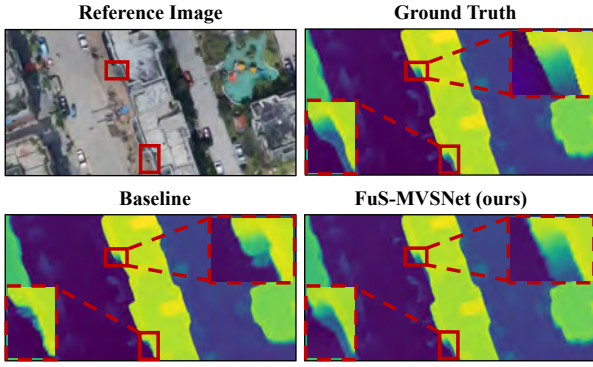 Reference Image
Ground Truth
Baseline
FuS-MVSNet (ours)